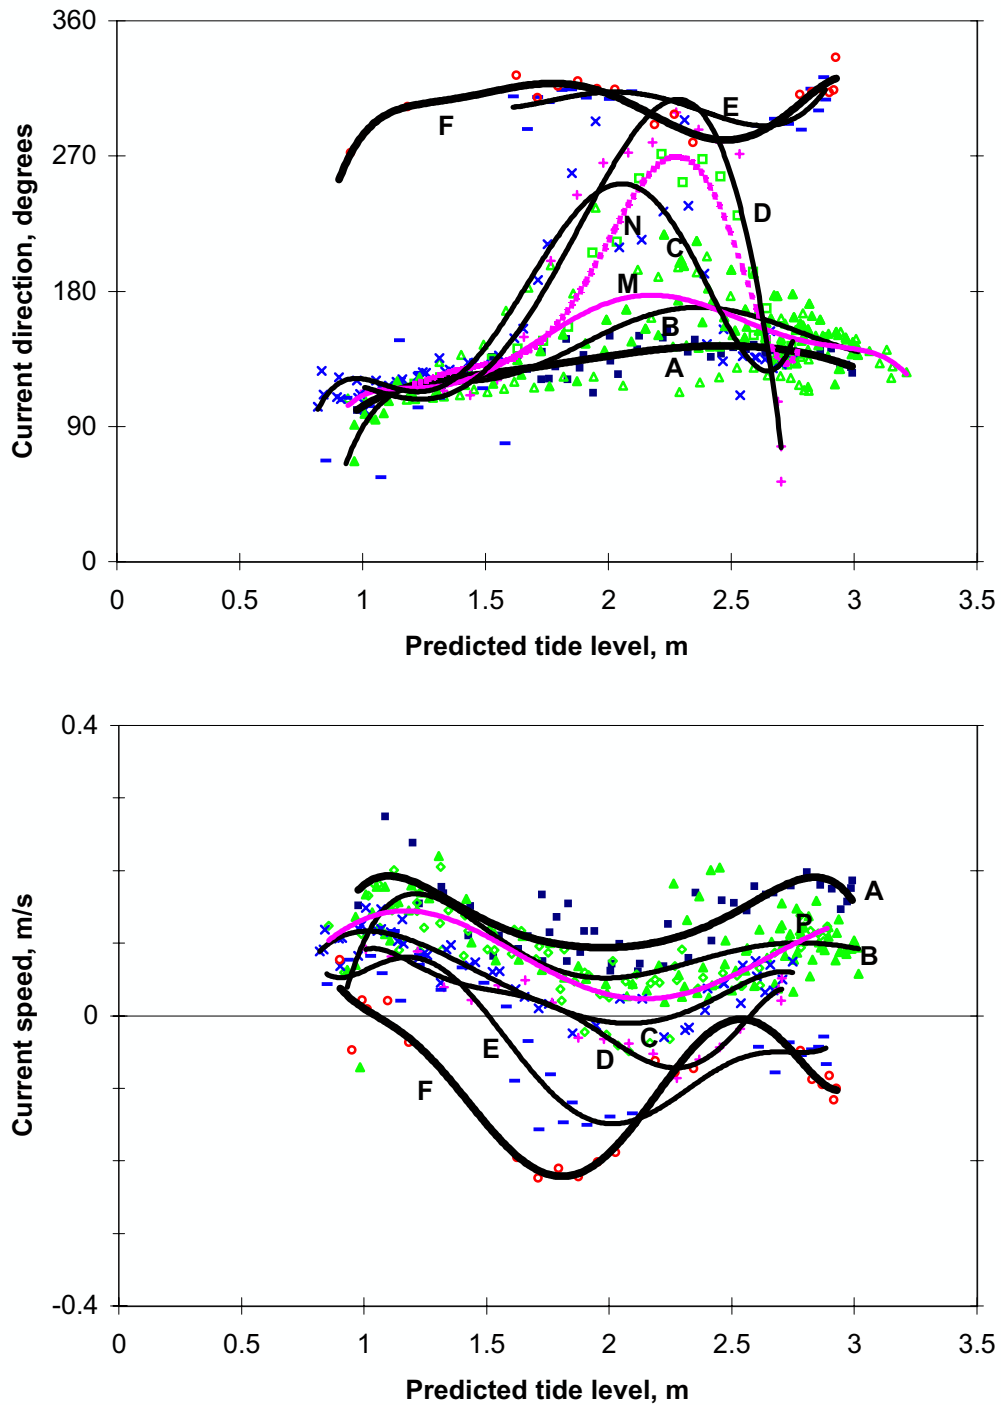 360
270
180
90
0
Current direction, degrees
F
E
D
N
C
M
B
A
0 0.5 1 1.5 2 2.5 3 3.5
Predicted tide level, m
0.4
0
-0.4
Current speed, m/s
A
P
B
C
D
E
F
0 0.5 1 1.5 2 2.5 3 3.5
Predicted tide level, m